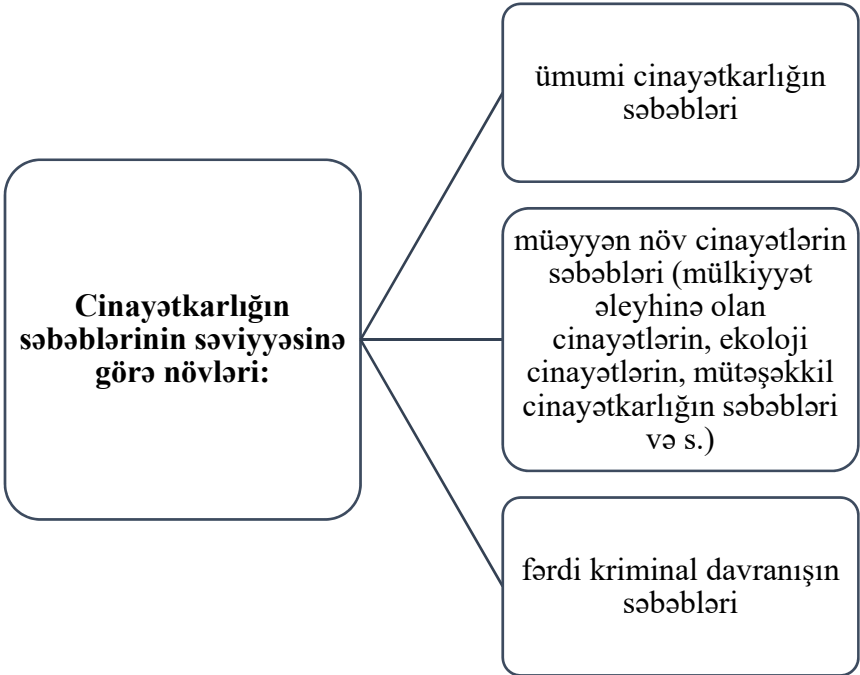 Cinayətkarlığın
səbəblərinin səviyyəsinə
görə növləri:
ümumi cinayətkarlığın
səbəbləri
müəyyən növ cinayətlərin
səbəbləri (mülkiyyət
əleyhinə olan
cinayətlərin, ekoloji
cinayətlərin, mütəşəkkil
cinayətkarlığın səbəbləri
və s.)
fərdi kriminal davranışın
səbəbləri